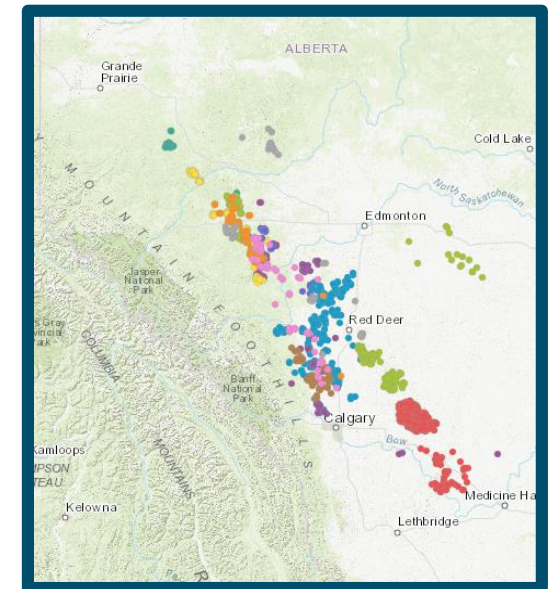 ALBERTA
Grande
Prairie
Cold Lake
North Saskatchewan
Edmonton
MOUNTAIN FOOTHILLS
Jasper
National
Park
Red Deer
COLUMBIA
MOUNTAINS
Banff
National
Park
Calgary
Kamloops
Bow
Medicine Ha
Kelowna
Lethbridge